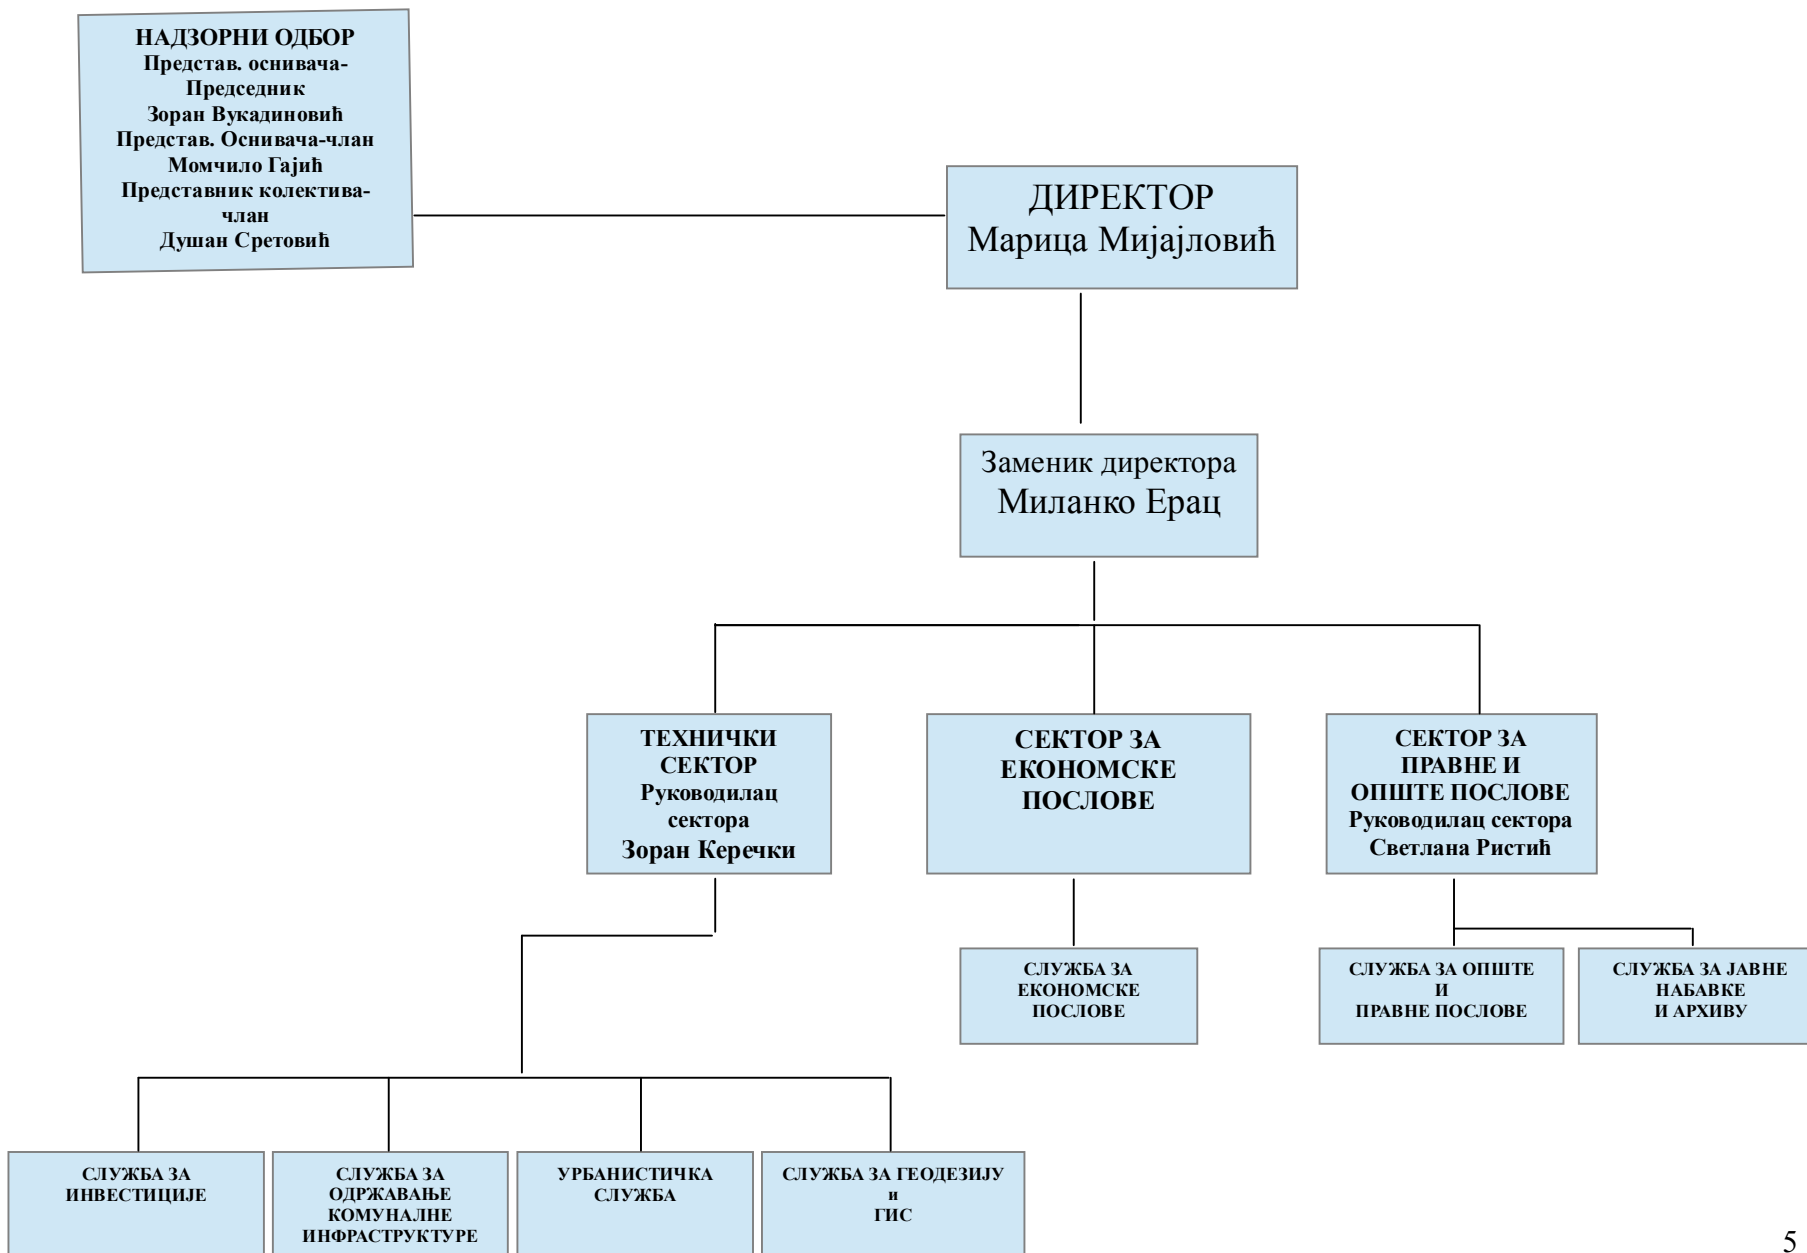 НАДЗОРНИ ОДБОР
Представ. оснивача-
Председник
Зоран Вукадиновић
Представ. Оснивача-члан
Момчило Гајић
Представник колектива-
члан
Душан Сретовић
ДИРЕКТОР
Марица Мијајловић
Заменик директора
Миланко Ерац
ТЕХНИЧКИ
СЕКТОР
Руководилац
сектора
Зоран Керечки
СЕКТОР ЗА
ЕКОНОМСКЕ
ПОСЛОВЕ
СЕКТОР ЗА
ПРАВНЕ И
ОПШТЕ ПОСЛОВЕ
Руководилац сектора
Светлана Ристић
СЛУЖБА ЗА
ЕКОНОМСКЕ
ПОСЛОВЕ
СЛУЖБА ЗА ОПШТЕ
И
ПРАВНЕ ПОСЛОВЕ
СЛУЖБА ЗА ЈАВНЕ
НАБАВКЕ
И АРХИВУ
СЛУЖБА ЗА
ИНВЕСТИЦИЈЕ
СЛУЖБА ЗА
ОДРЖАВАЊЕ
КОМУНАЛНЕ
ИНФРАСТРУКТУРЕ
УРБАНИСТИЧКА
СЛУЖБА
СЛУЖБА ЗА ГЕОДЕЗИЈУ
и
ГИС
5